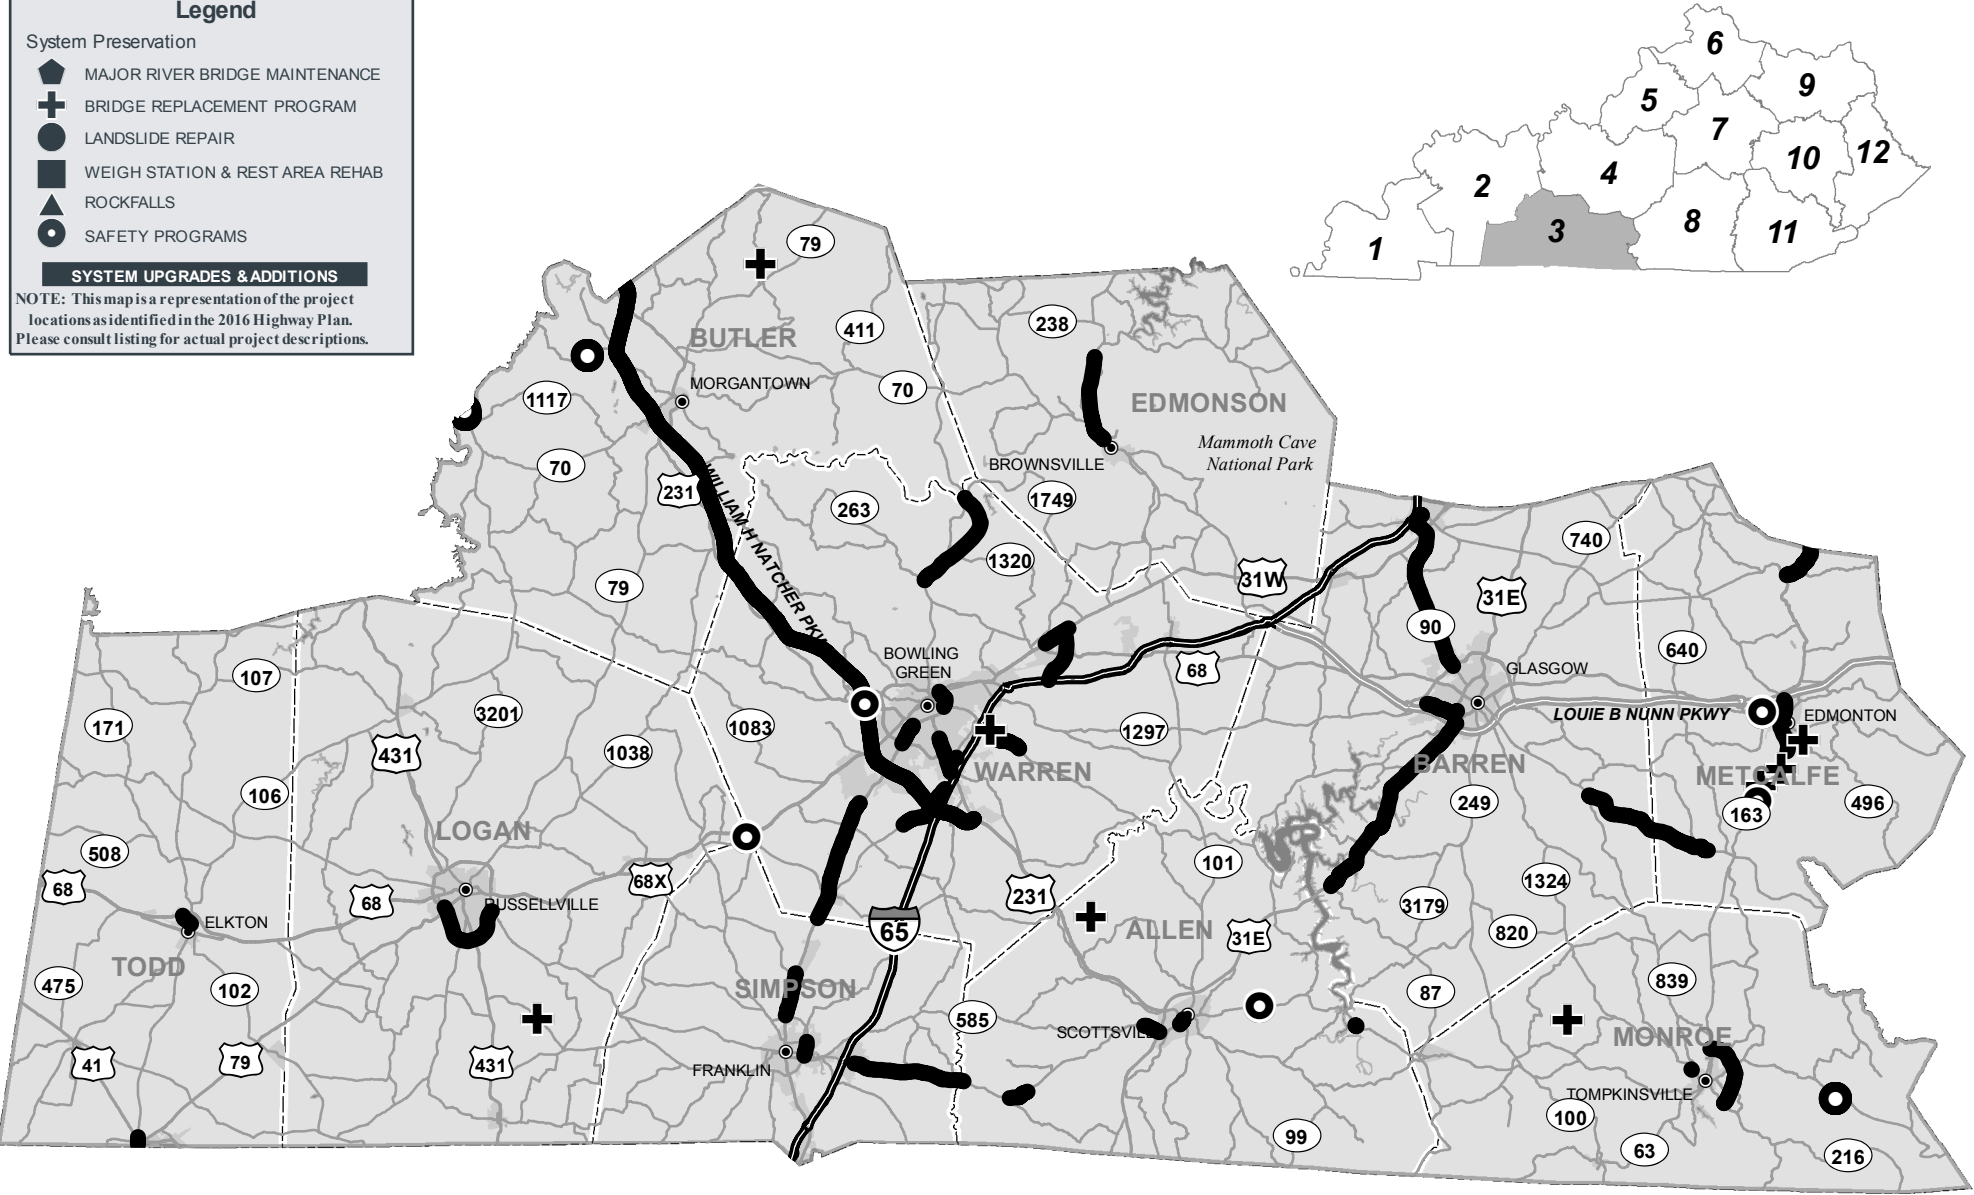 Legend
System Preservation
MAJOR RIVER BRIDGE MAINTENANCE
BRIDGE REPLACEMENT PROGRAM
LANDSLIDE REPAIR
WEIGH STATION & REST AREA REHAB
ROCKFALLS
SAFETY PROGRAMS
SYSTEM UPGRADES & ADDITIONS
NOTE: This map is a representation of the project
locations as identified in the 2016 Highway Plan.
Please consult listing for actual project descriptions.
6
9
5
7
10
12
4
2
8
3
11
1
79
238
411
BUTLER
MORGANTOWN
70
1117
EDMONSON
Mammoth Cave
National Park
BROWNSVILLE
70
231
1749
263
WILLIAM H NATCHER PKWY
740
1320
31W
31E
79
90
640
BOWLING
GREEN
68
GLASGOW
107
3201
171
1083
LOUIE B NUNN PKWY
EDMONTON
1297
431
1038
WARREN
BARREN
METCALFE
106
249
496
163
LOGAN
508
101
68
68X
1324
68
231
3179
RUSSELLVILLE
ELKTON
65
ALLEN
31E
820
TODD
475
102
SIMPSON
839
87
585
SCOTTSVILLE
MONROE
41
79
431
FRANKLIN
TOMPKINSVILLE
100
99
63
216